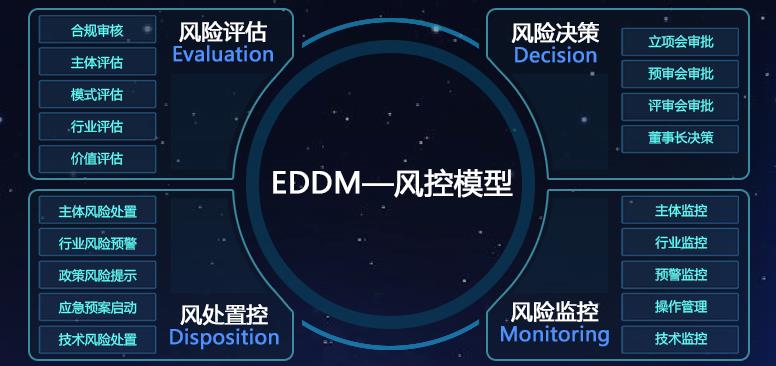 合规审核
主体评估
模式评估
行业评估
价值评估
风险评估
Evaluation
风险决策
Decision
立项会审批
预审会审批
评审会审批
董事长决策
EDDM—风控模型
主体风险处置
行业风险预警
政策风险提示
应急预案启动
技术风险处置
风处置控
Disposition
风险监控
Monitoring
主体监控
行业监控
预警监控
操作管理
技术监控